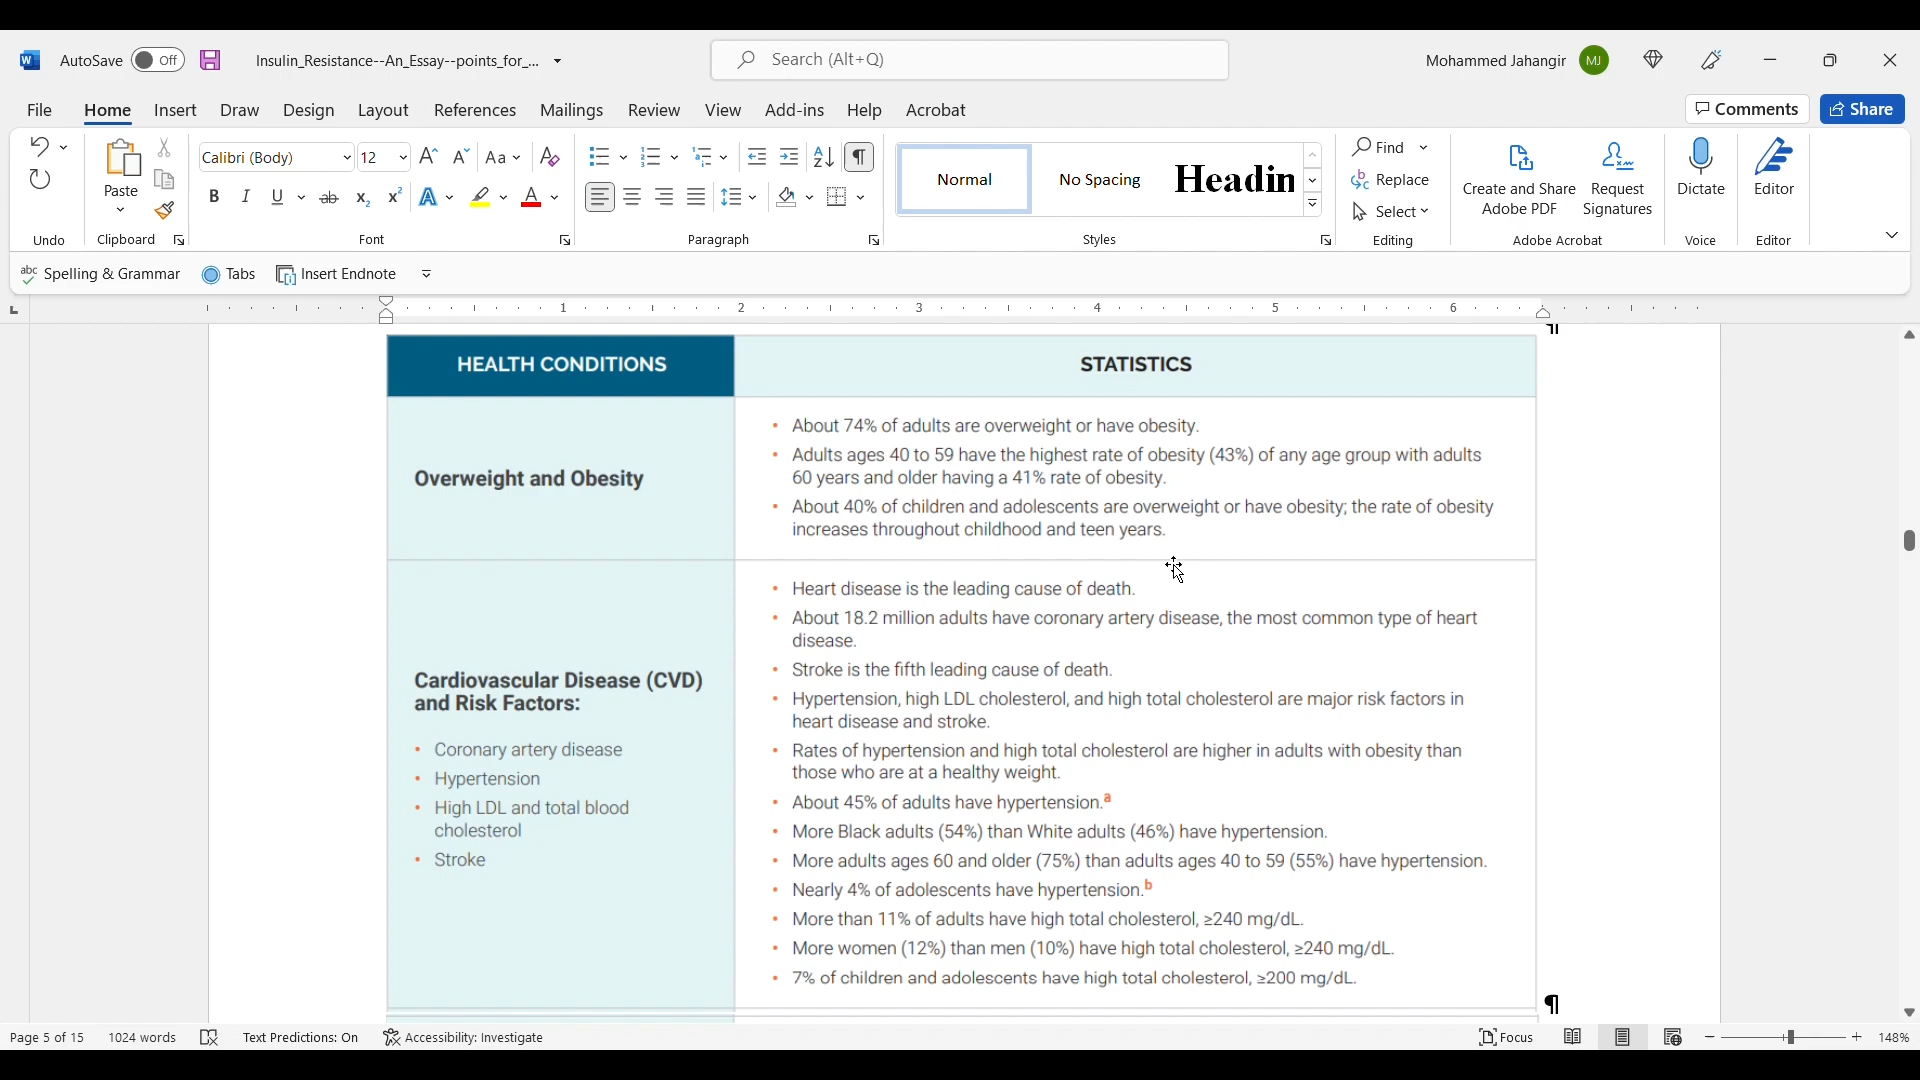 AutoSave Off Insulin_Resistance--An_Essay--points_for_... Search (Alt+Q) Mohammed Jahangir MJ
File Home Insert Draw Design Layout References Mailings Review View Add-ins Help Acrobat Comments Share
Calibri (Body) 12 Aa
Paste
B I U ab x₂ x² A A
Normal No Spacing Headin
Find
Replace
Select
Create and Share
Adobe PDF
Request
Signatures
Dictate
Editor
Undo Clipboard Font Paragraph Styles Editing Adobe Acrobat Voice Editor
abc Spelling & Grammar Tabs Insert Endnote
1 2 3 4 5 6
¶
HEALTH CONDITIONS STATISTICS
Overweight and Obesity
• About 74% of adults are overweight or have obesity.
• Adults ages 40 to 59 have the highest rate of obesity (43%) of any age group with adults
60 years and older having a 41% rate of obesity.
• About 40% of children and adolescents are overweight or have obesity; the rate of obesity
increases throughout childhood and teen years.
Cardiovascular Disease (CVD)
and Risk Factors:
• Coronary artery disease
• Hypertension
• High LDL and total blood
cholesterol
• Stroke
• Heart disease is the leading cause of death.
• About 18.2 million adults have coronary artery disease, the most common type of heart
disease.
• Stroke is the fifth leading cause of death.
• Hypertension, high LDL cholesterol, and high total cholesterol are major risk factors in
heart disease and stroke.
• Rates of hypertension and high total cholesterol are higher in adults with obesity than
those who are at a healthy weight.
• About 45% of adults have hypertension.a
• More Black adults (54%) than White adults (46%) have hypertension.
• More adults ages 60 and older (75%) than adults ages 40 to 59 (55%) have hypertension.
• Nearly 4% of adolescents have hypertension.b
• More than 11% of adults have high total cholesterol, ≥240 mg/dL.
• More women (12%) than men (10%) have high total cholesterol, ≥240 mg/dL.
• 7% of children and adolescents have high total cholesterol, ≥200 mg/dL.
¶
Page 5 of 15 1024 words Text Predictions: On Accessibility: Investigate Focus 148%